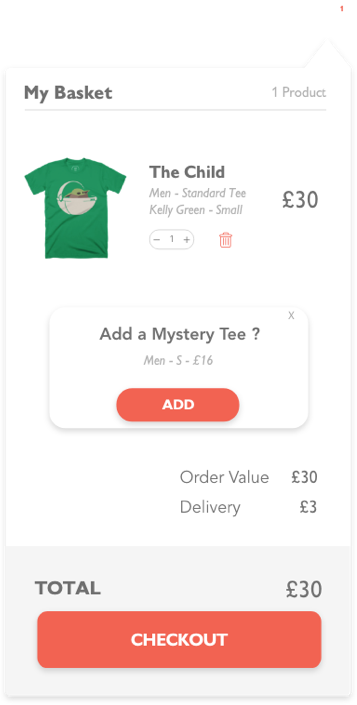 1
My Basket 1 Product
The Child
Men - Standard Tee
Kelly Green - Small
£30
– 1 +
X
Add a Mystery Tee ?
Men - S - £16
ADD
Order Value £30
Delivery £3
TOTAL £30
CHECKOUT